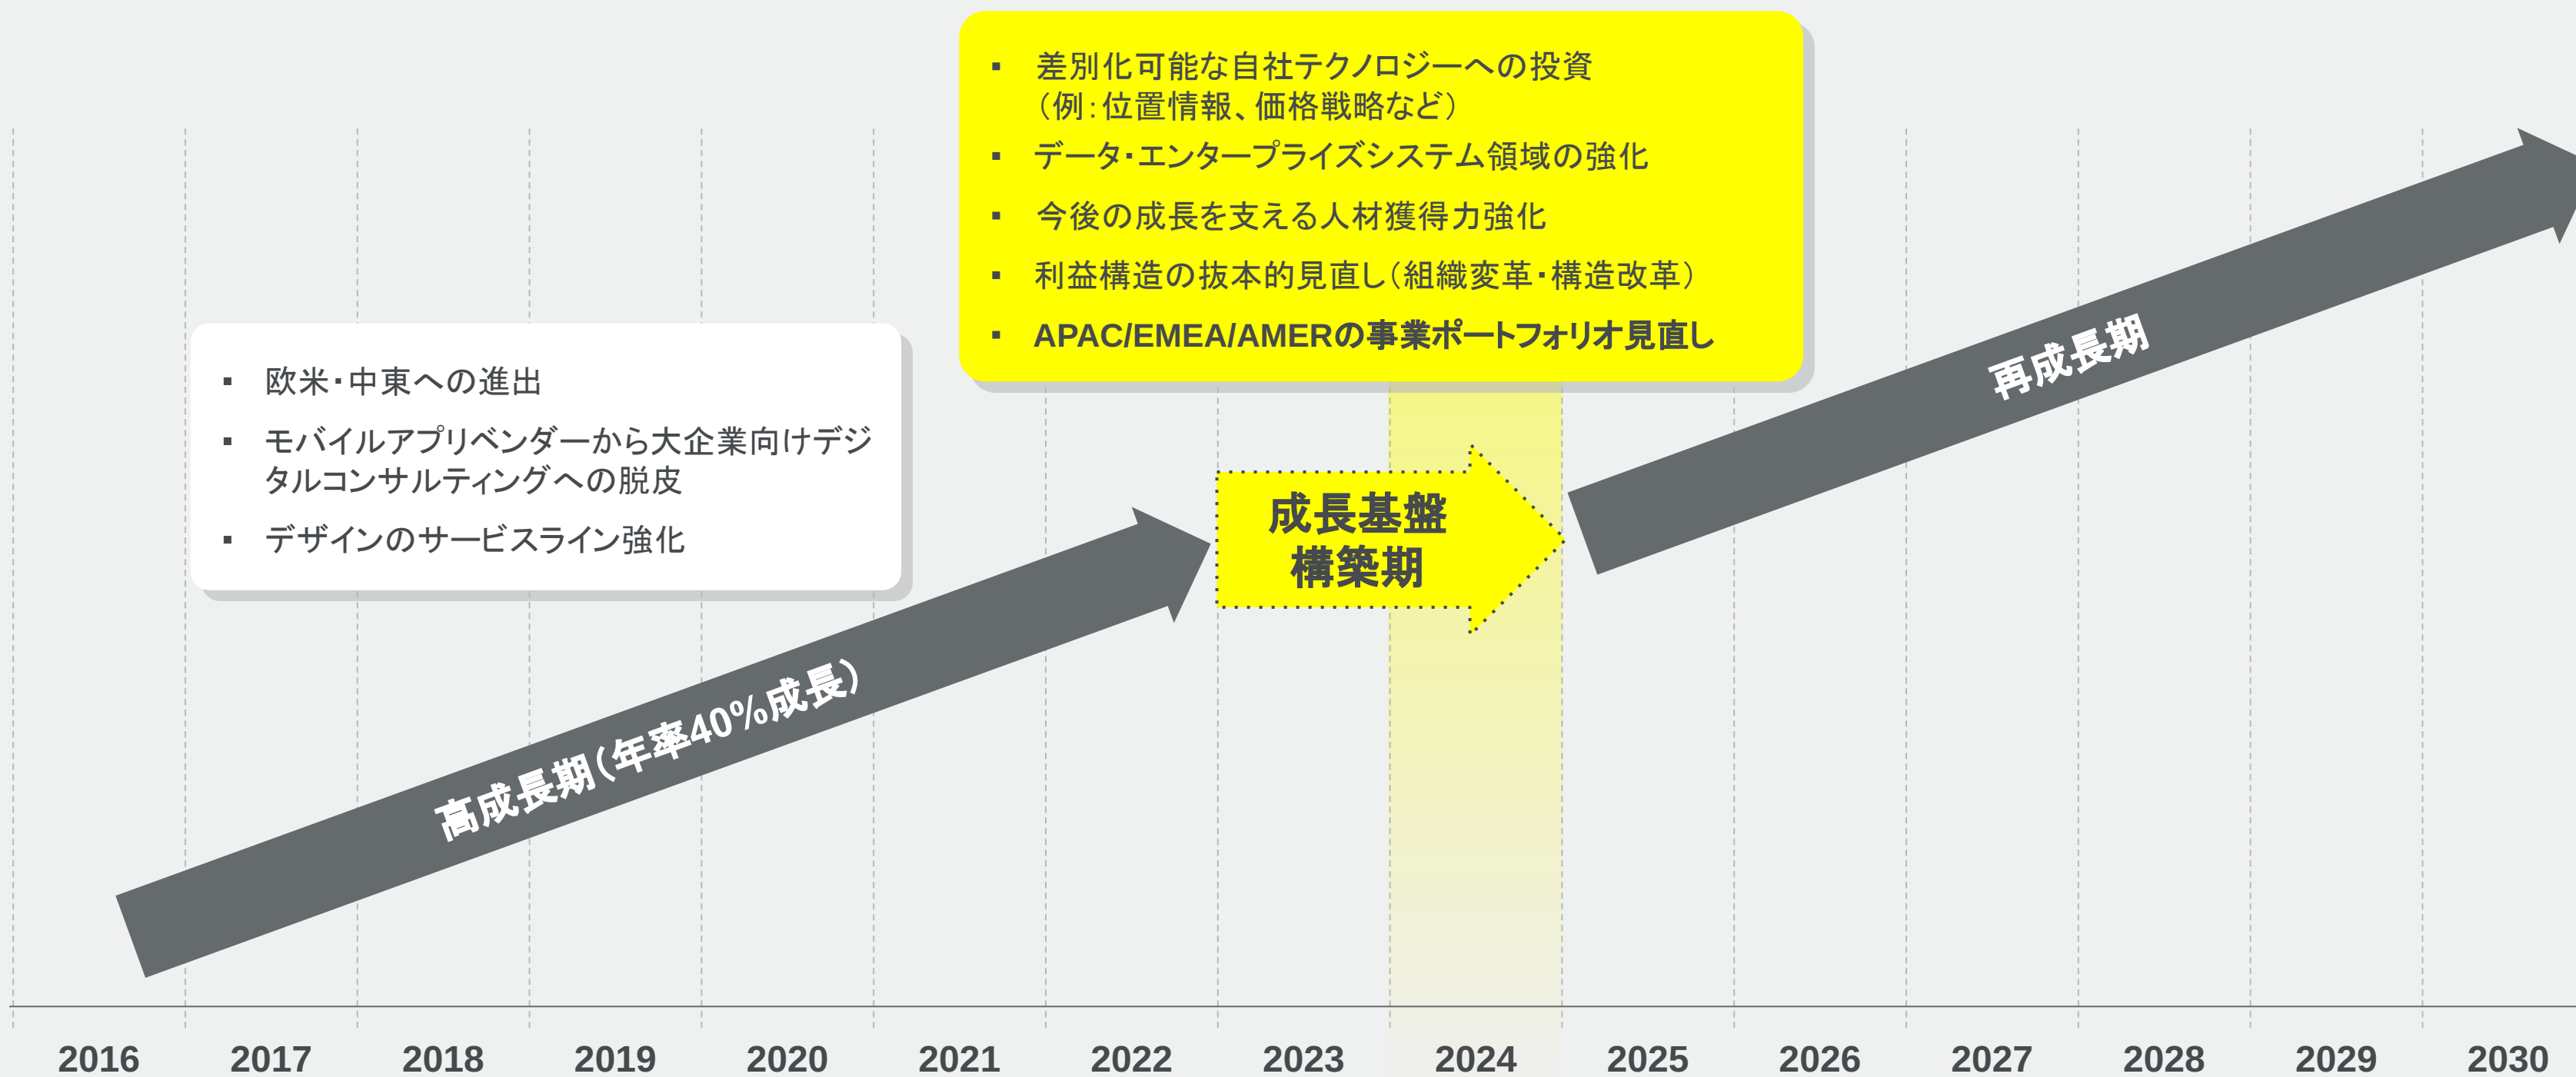 ▪ 差別化可能な自社テクノロジーへの投資
（例：位置情報、価格戦略など）
▪ データ・エンタープライズシステム領域の強化
▪ 今後の成長を支える人材獲得力強化
▪ 利益構造の抜本的見直し（組織変革・構造改革）
▪ APAC/EMEA/AMERの事業ポートフォリオ見直し
▪ 欧米・中東への進出
▪ モバイルアプリベンダーから大企業向けデジ
タルコンサルティングへの脱皮
▪ デザインのサービスライン強化
再成長期
成長基盤
構築期
高成長期（年率40%成長）
2016 2017 2018 2019 2020 2021 2022 2023 2024 2025 2026 2027 2028 2029 2030